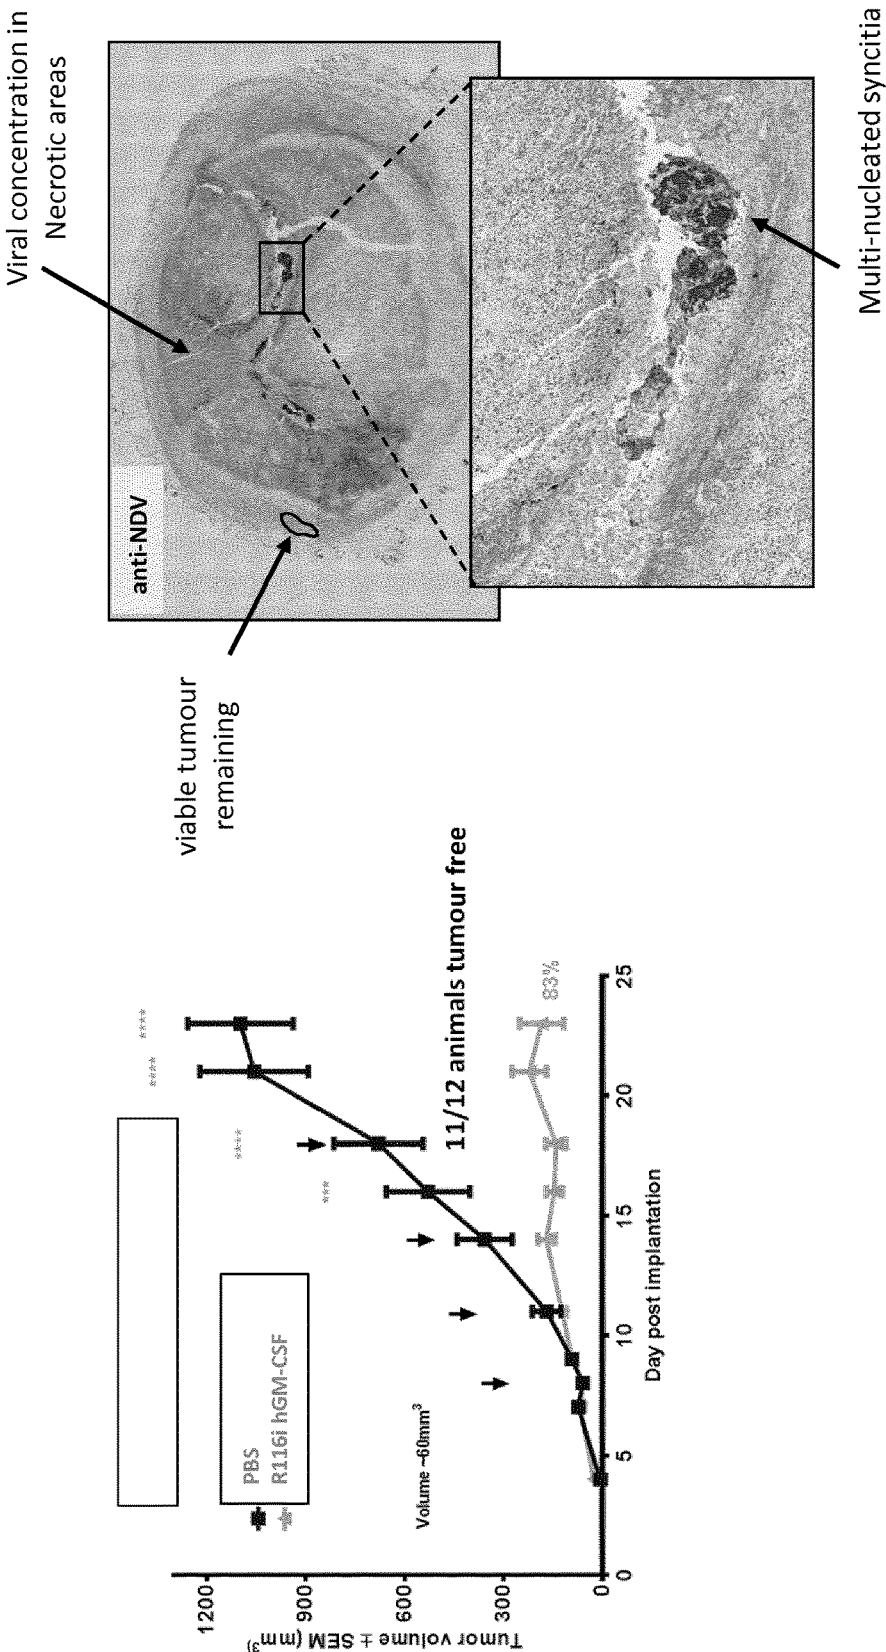 1200
900
600
300
0
Tumor volume ± SEM (mm³)
PBS
R116i hGM-CSF
Volume ~60mm³
***
****
****
****
11/12 animals tumour free
83%
0
5
10
15
20
25
Day post implantation
viable tumour
remaining
Viral concentration in
Necrotic areas
anti-NDV
Multi-nucleated syncitia